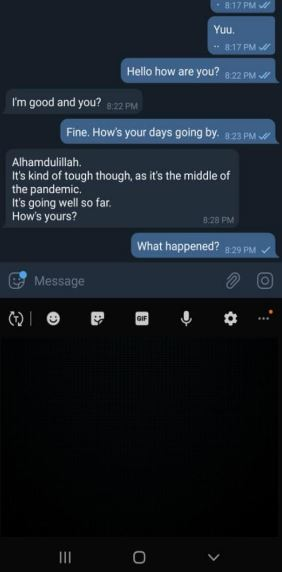 8:17 PM
Yuu.
8:17 PM
Hello how are you? 8:22 PM
I'm good and you? 8:22 PM
Fine. How's your days going by. 8:23 PM
Alhamdulillah.
It's kind of tough though, as it's the middle of
the pandemic.
It's going well so far.
How's yours?
8:28 PM
What happened? 8:29 PM
Message
T
GIF